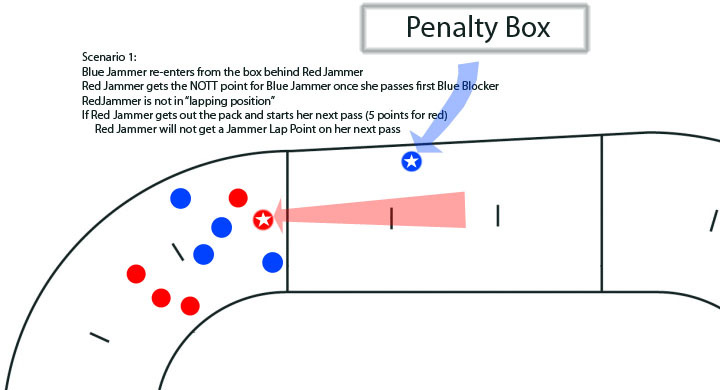 Penalty Box
Scenario 1:
Blue Jammer re-enters from the box behind Red Jammer
Red Jammer gets the NOTT point for Blue Jammer once she passes first Blue Blocker
RedJammer is not in “lapping position”
If Red Jammer gets out the pack and starts her next pass (5 points for red)
Red Jammer will not get a Jammer Lap Point on her next pass